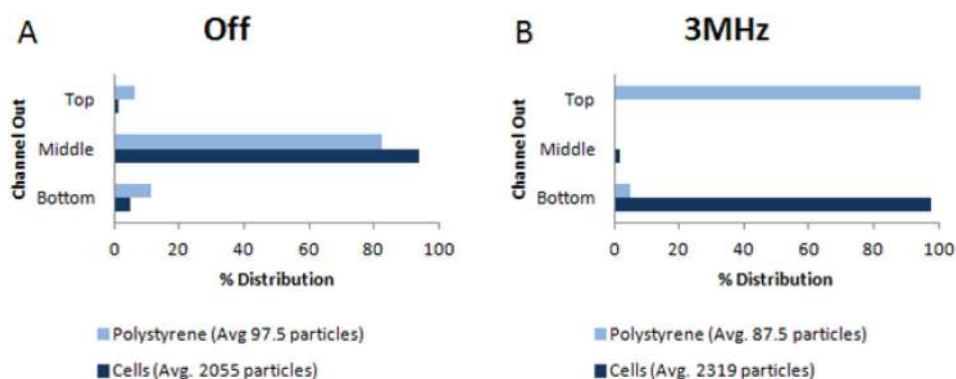 A
Off
Channel Out
Top
Middle
Bottom
0 20 40 60 80 100
% Distribution
Polystyrene (Avg 97.5 particles)
Cells (Avg. 2055 particles)
B
3MHz
Channel Out
Top
Middle
Bottom
0 20 40 60 80 100
% Distribution
Polystyrene (Avg. 87.5 particles)
Cells (Avg. 2319 particles)